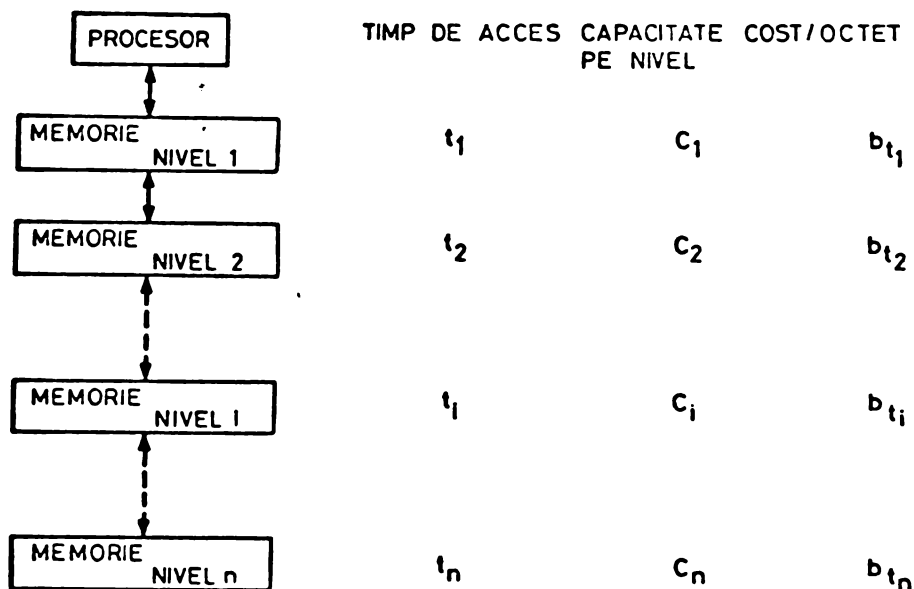 PROCESOR
TIMP DE ACCES CAPACITATE COST/OCTET
PE NIVEL
MEMORIE
NIVEL 1
t1 C1 bt1
MEMORIE
NIVEL 2
t2 C2 bt2
MEMORIE
NIVEL i
ti Ci bti
MEMORIE
NIVEL n
tn Cn btn